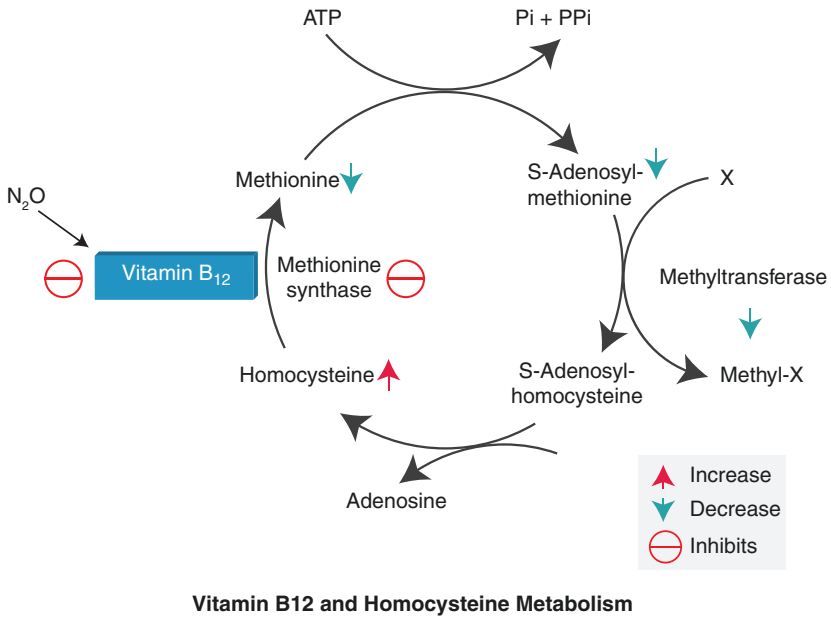 ATP
Pi + PPi
Methionine
S-Adenosyl-
methionine
X
N₂O
Vitamin B₁₂
Methionine
synthase
Methyltransferase
Homocysteine
S-Adenosyl-
homocysteine
Methyl-X
Adenosine
Increase
Decrease
Inhibits
Vitamin B12 and Homocysteine Metabolism